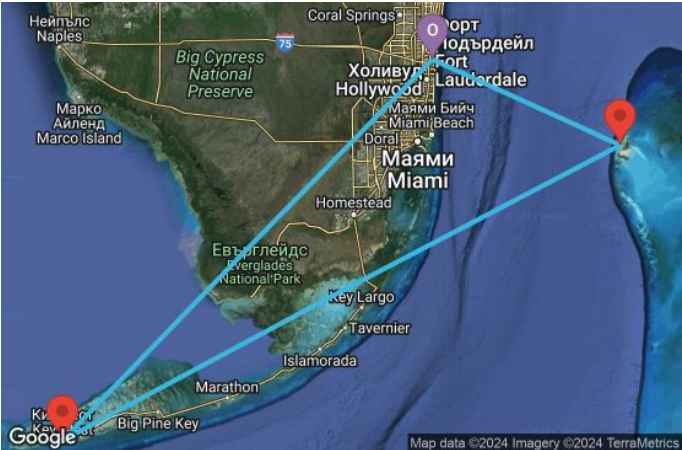 Нейпълс
Naples
Coral Springs
75
O
Форт
Лодърдейл
Fort
Lauderdale
Big Cypress
National
Preserve
Холивуд
Hollywood
Марко
Айленд
Marco Island
Маями Бийч
Miami Beach
Doral
Маями
Miami
Homestead
Евърглейдс
Everglades
National Park
Key Largo
Tavernier
Islamorada
Marathon
Big Pine Key
Google
Map data ©2024 Imagery ©2024 TerraMetrics